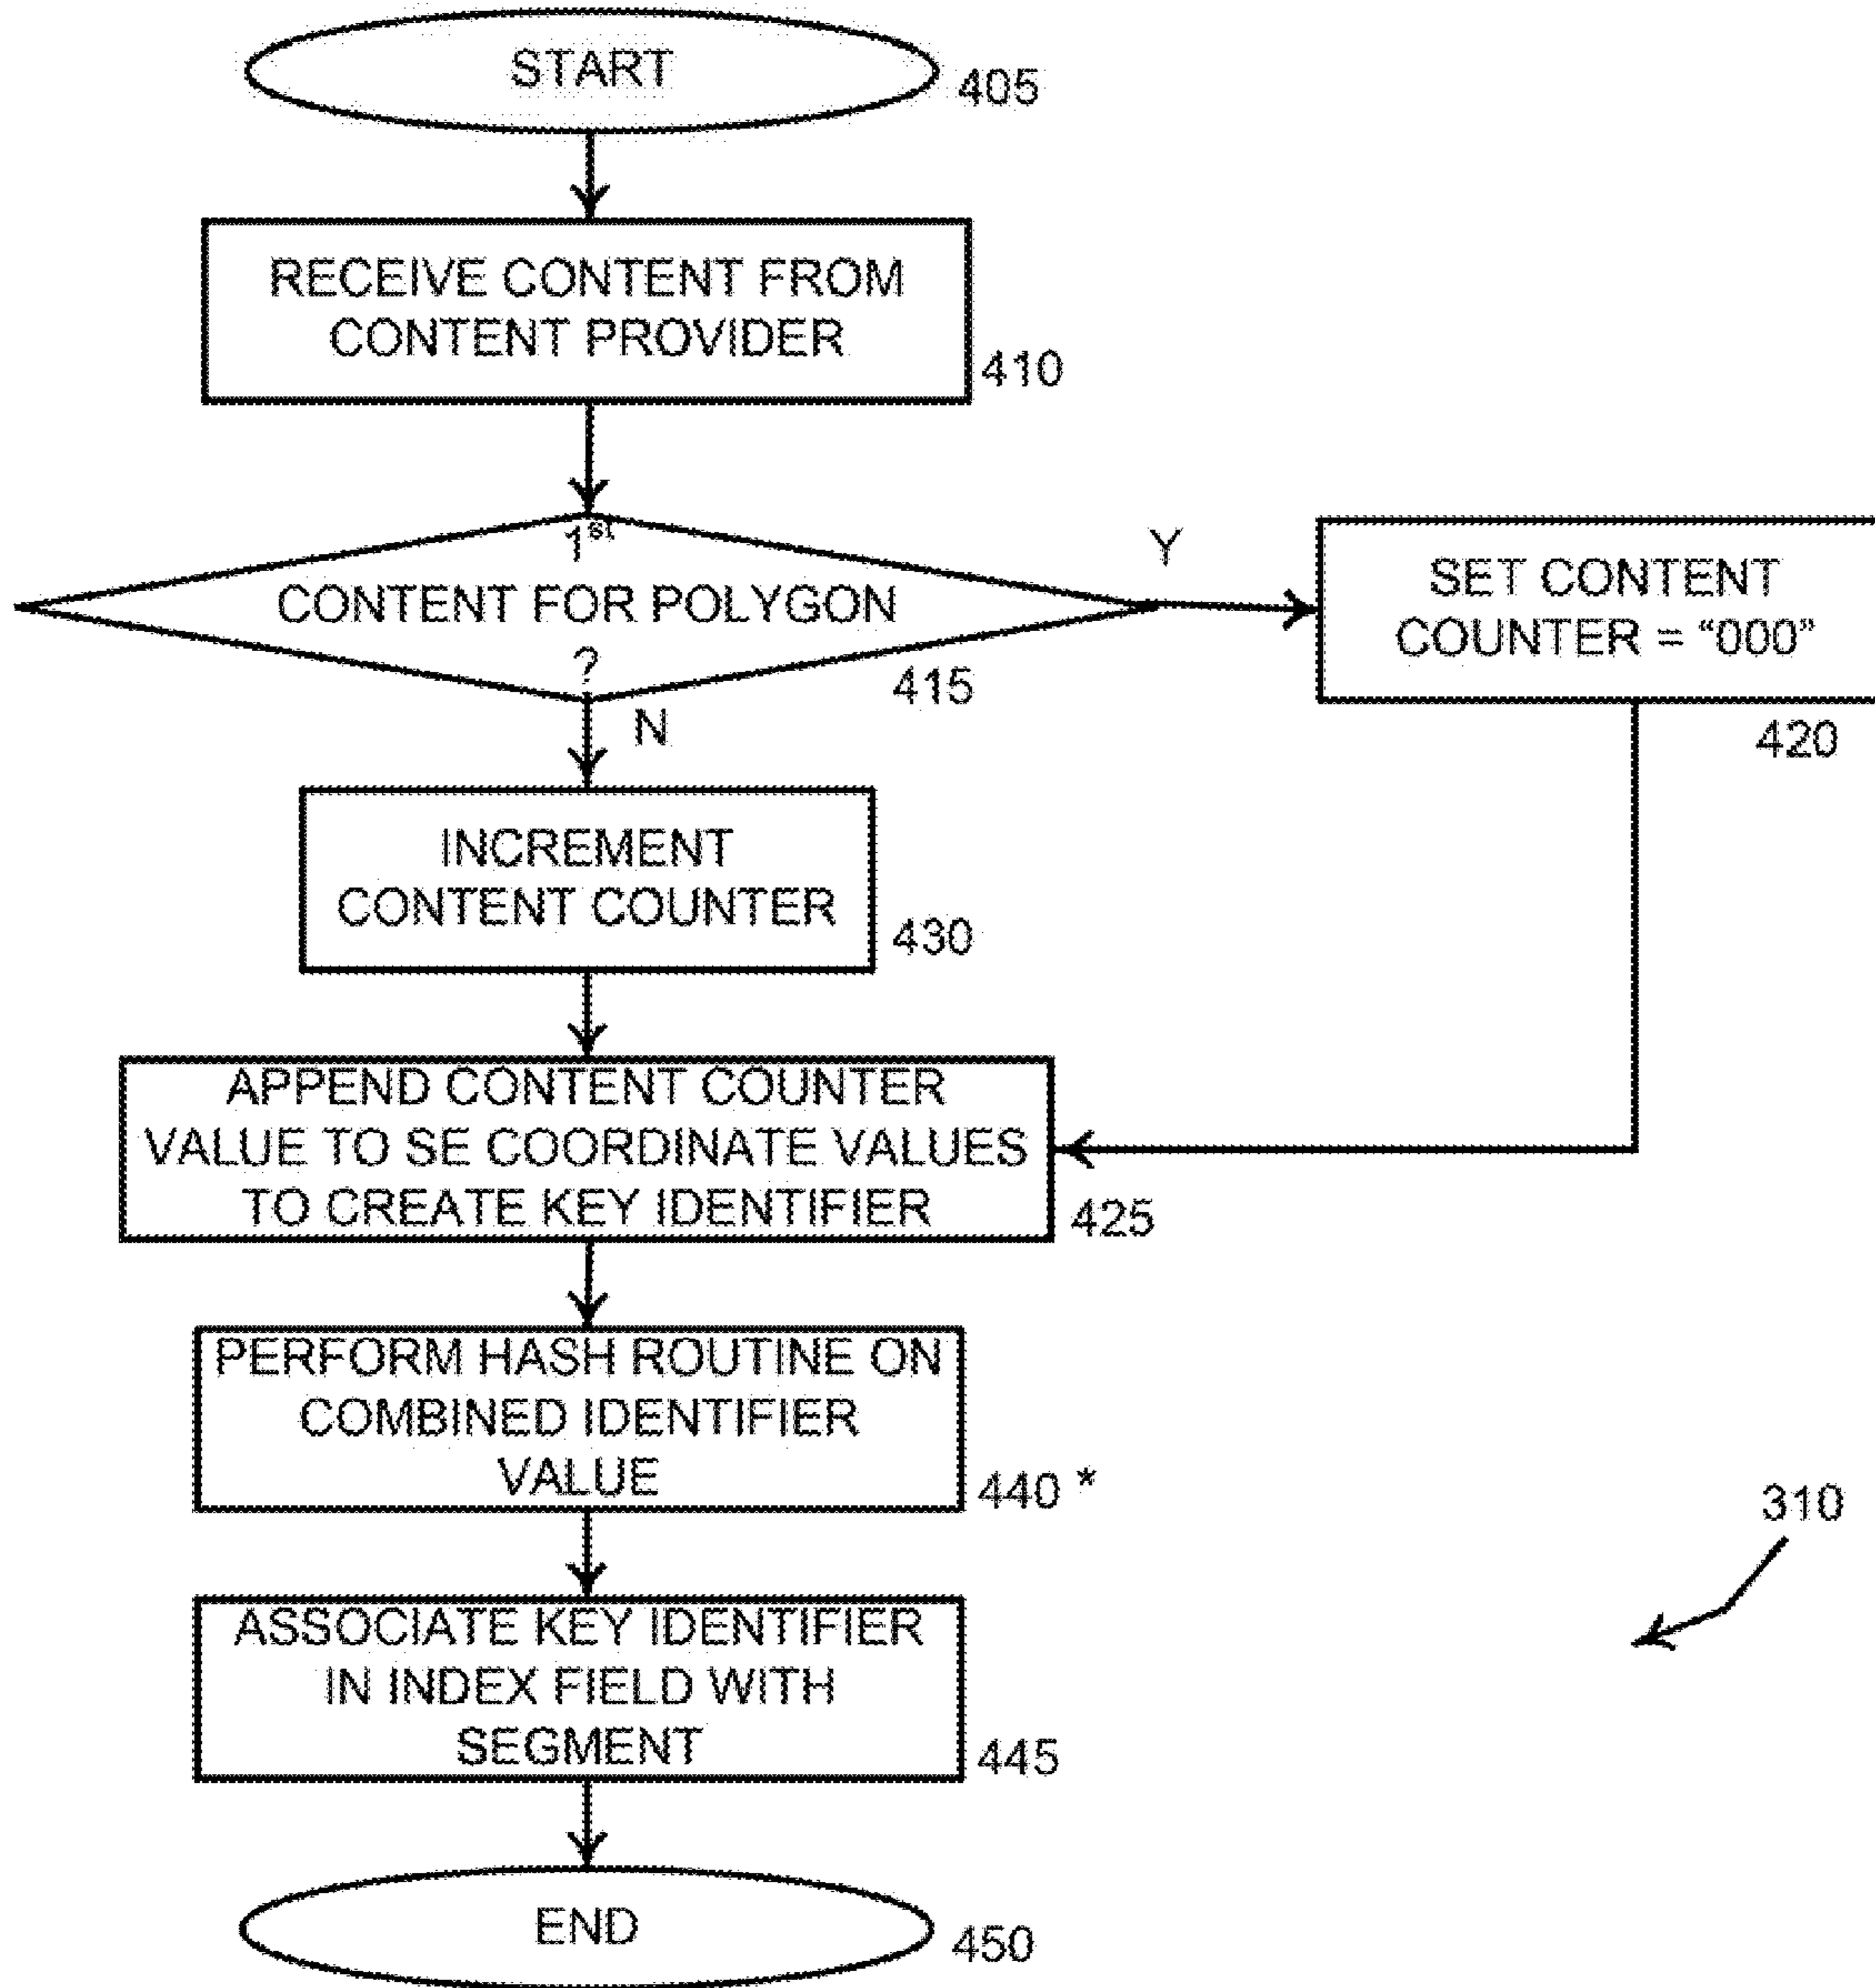 START
405
RECEIVE CONTENT FROM
CONTENT PROVIDER
410
1st
CONTENT FOR POLYGON
?
415
Y
SET CONTENT
COUNTER = “000”
420
N
INCREMENT
CONTENT COUNTER
430
APPEND CONTENT COUNTER
VALUE TO SE COORDINATE VALUES
TO CREATE KEY IDENTIFIER
425
PERFORM HASH ROUTINE ON
COMBINED IDENTIFIER
VALUE
440 *
310
ASSOCIATE KEY IDENTIFIER
IN INDEX FIELD WITH
SEGMENT
445
END
450